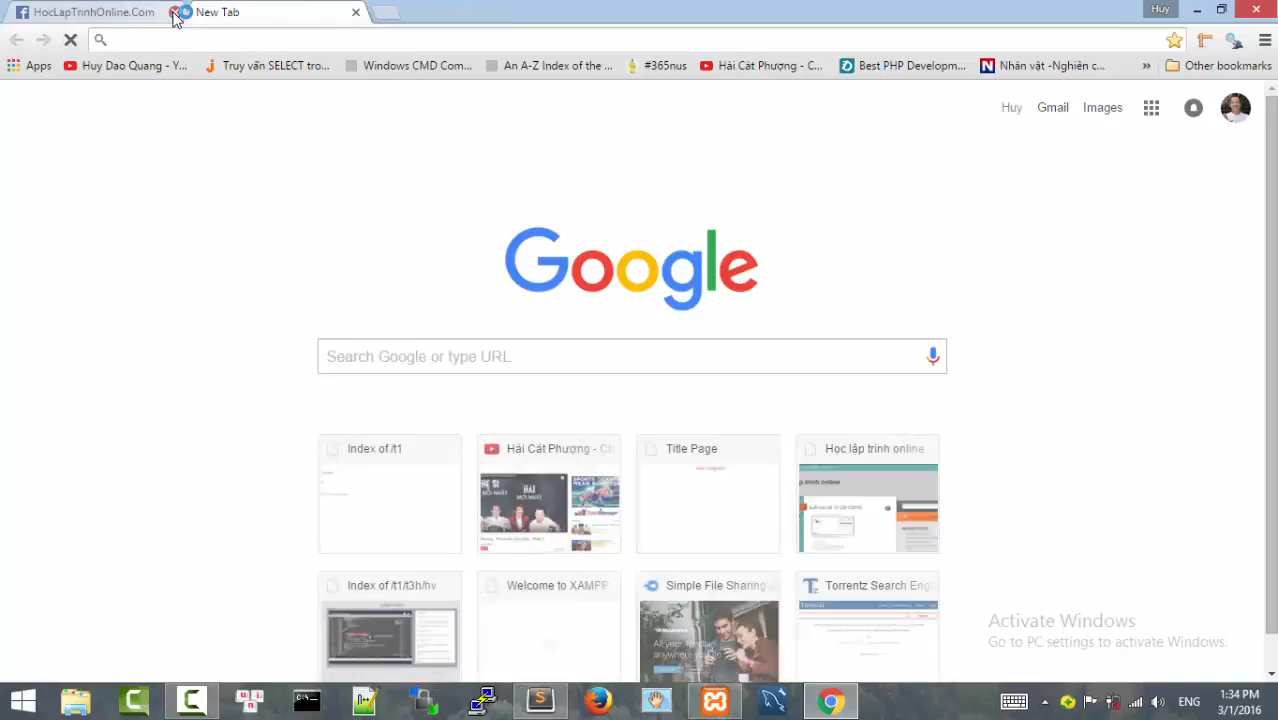 HocLapTrinhOnline.Com
New Tab
Huy
Apps
Huy Dao Quang - Y...
Truy vấn SELECT tro...
Windows CMD Com...
An A-Z Index of the ...
#365nus
Hài Cát Phượng - C...
Best PHP Developm...
Nhân vật -Nghiên c...
»
Other bookmarks
Huy
Gmail
Images
Google
Search Google or type URL
Index of /t1
Hài Cát Phượng - Cl
Title Page
Học lập trình online -
Index of /t1/t3h/hv
Welcome to XAMPP
Simple File Sharing
Torrentz Search Eng
Activate Windows
Go to PC settings to activate Windows.
ENG
1:34 PM
3/1/2016